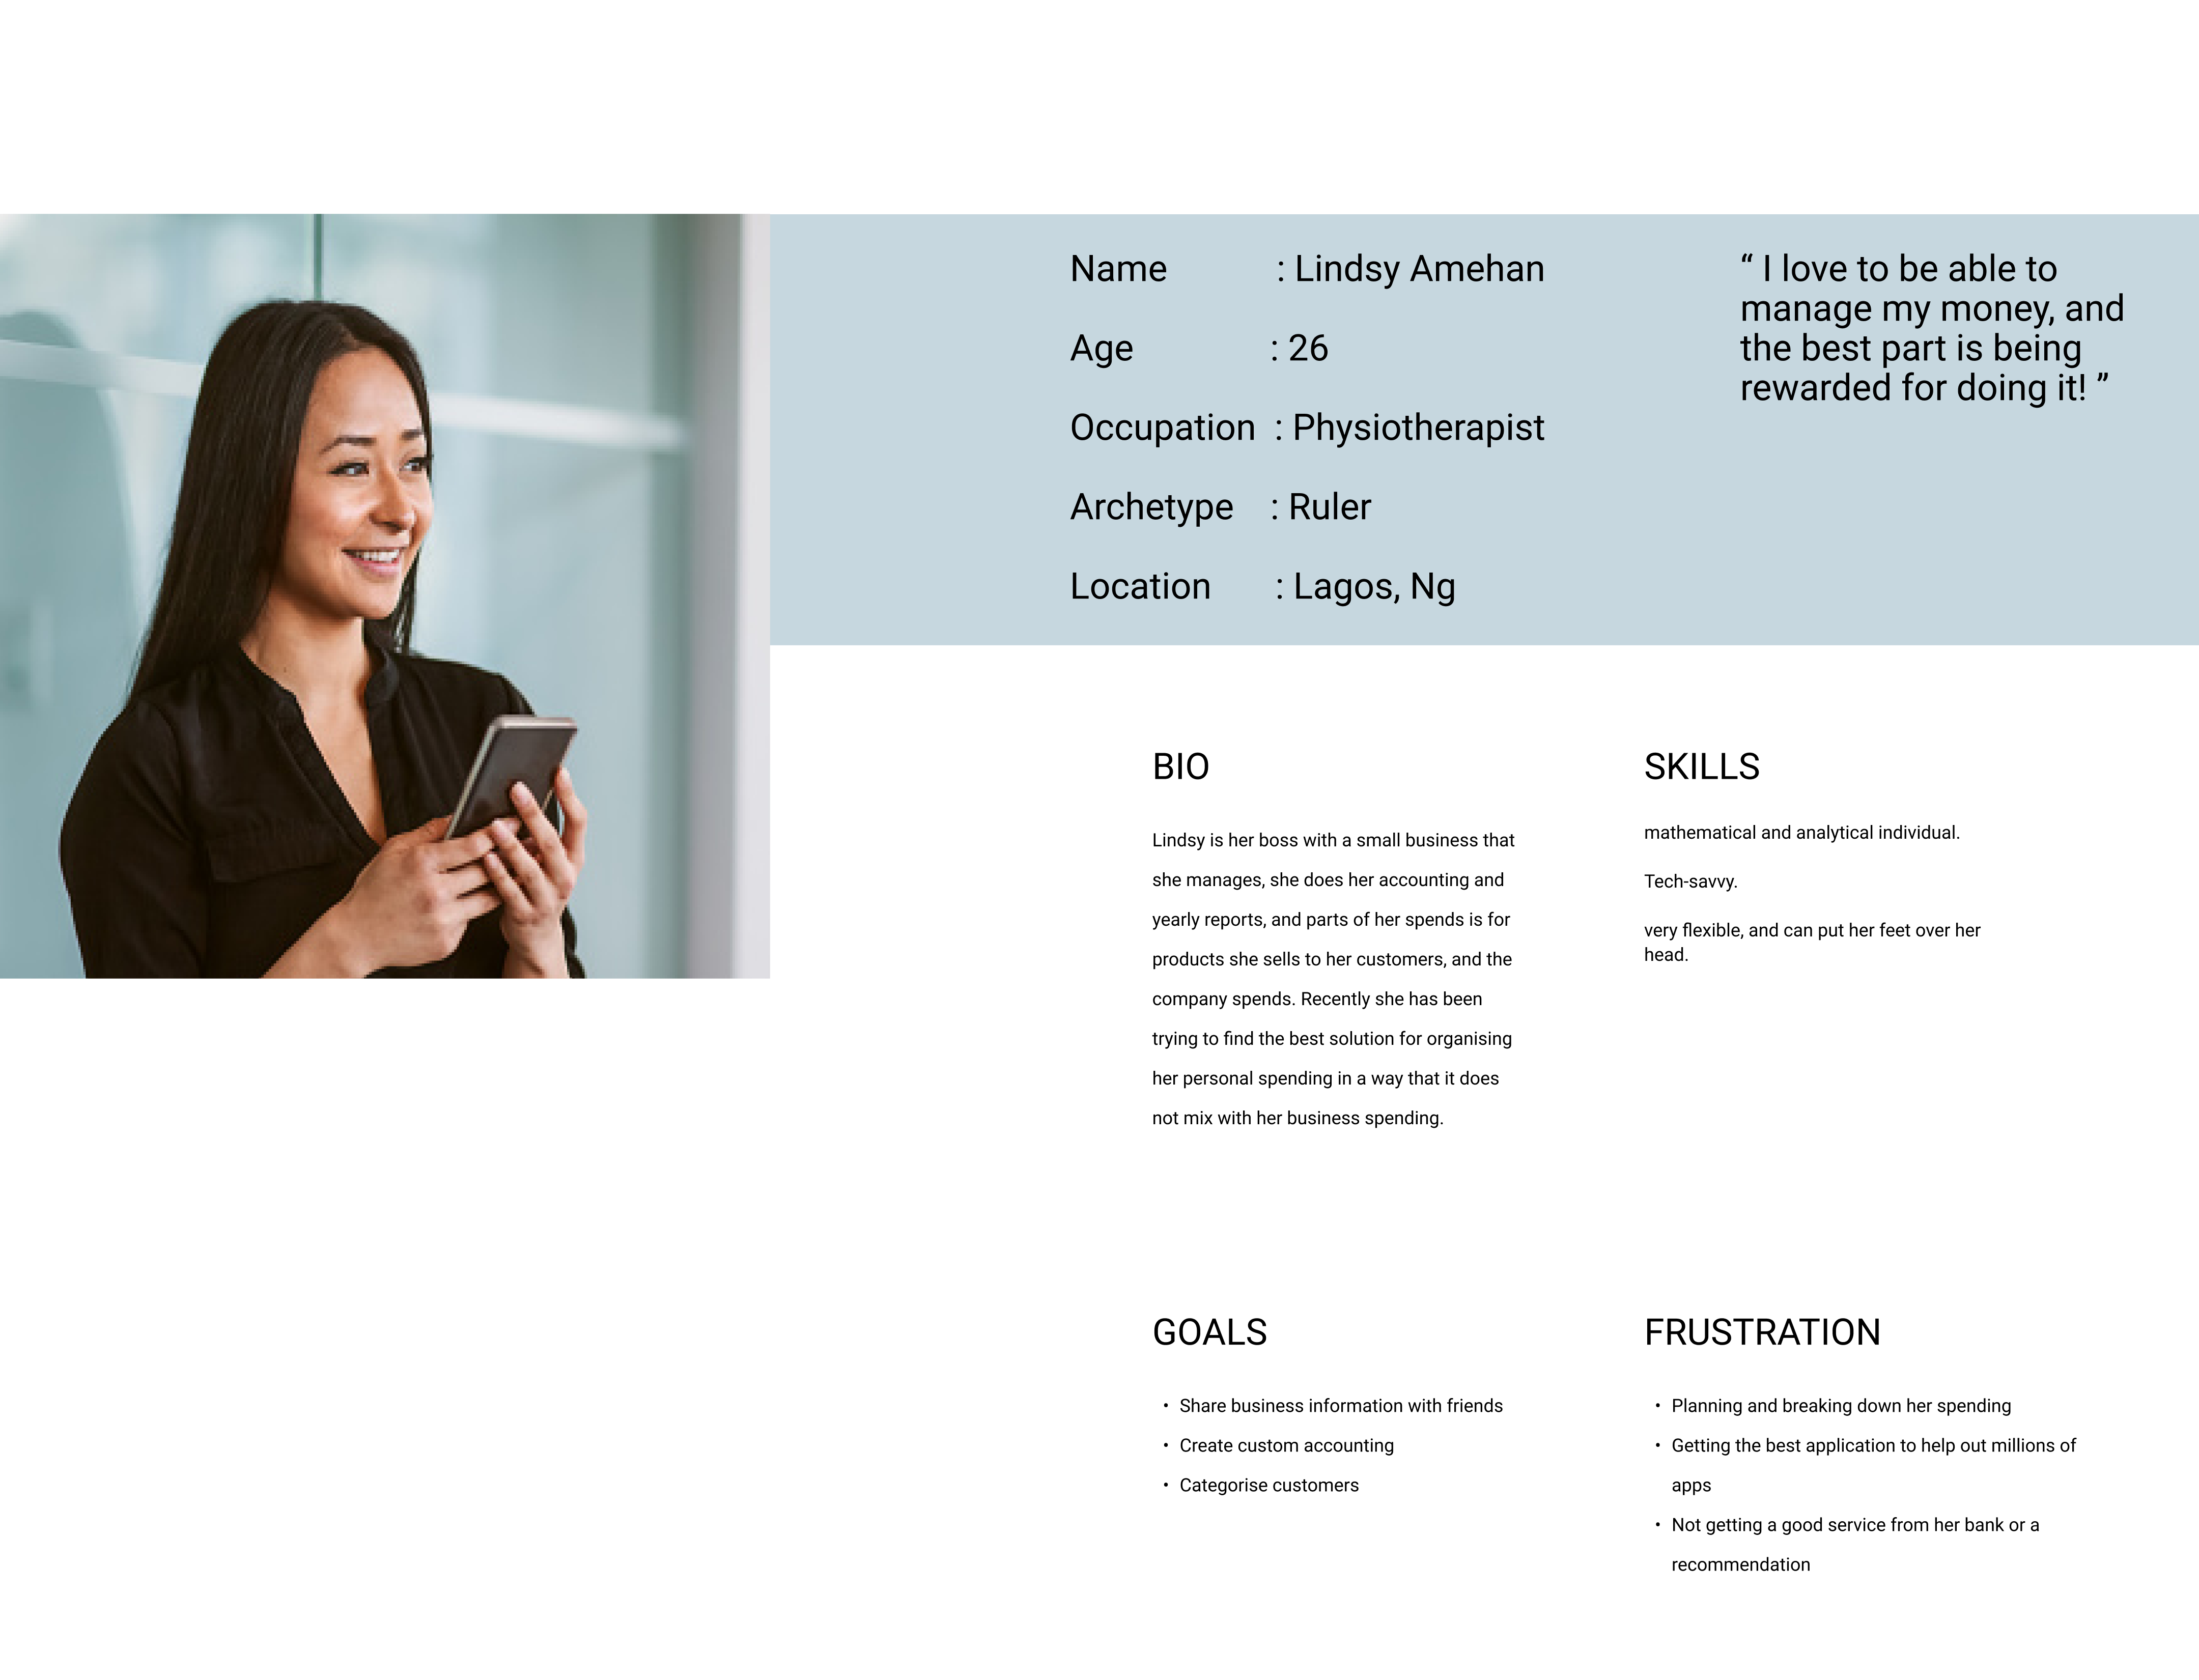 Name : Lindsy Amehan
Age : 26
Occupation : Physiotherapist
Archetype : Ruler
Location : Lagos, Ng
“ I love to be able to
manage my money, and
the best part is being
rewarded for doing it! ”
BIO
Lindsy is her boss with a small business that
she manages, she does her accounting and
yearly reports, and parts of her spends is for
products she sells to her customers, and the
company spends. Recently she has been
trying to find the best solution for organising
her personal spending in a way that it does
not mix with her business spending.
SKILLS
mathematical and analytical individual.
Tech-savvy.
very flexible, and can put her feet over her
head.
GOALS
• Share business information with friends
• Create custom accounting
• Categorise customers
FRUSTRATION
• Planning and breaking down her spending
• Getting the best application to help out millions of
apps
• Not getting a good service from her bank or a
recommendation